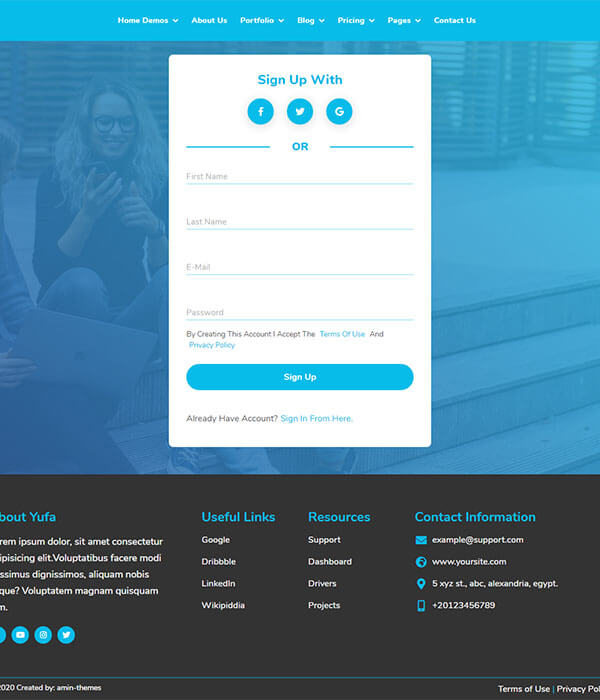 Home Demos About Us Portfolio Blog Pricing Pages Contact Us
Sign Up With
OR
First Name
Last Name
E-Mail
Password
By Creating This Account I Accept The Terms Of Use And
Privacy Policy
Sign Up
Already Have Account? Sign In From Here.
bout Yufa
rem ipsum dolor, sit amet consectetur
ipisicing elit.Voluptatibus facere modi
ssimus dignissimos, aliquam nobis
que? Voluptatem magnam quisquam
m.
Useful Links
Google
Dribbble
LinkedIn
Wikipiddia
Resources
Support
Dashboard
Drivers
Projects
Contact Information
example@support.com
www.yoursite.com
5 xyz st., abc, alexandria, egypt.
+20123456789
2020 Created by: amin-themes
Terms of Use | Privacy Pol